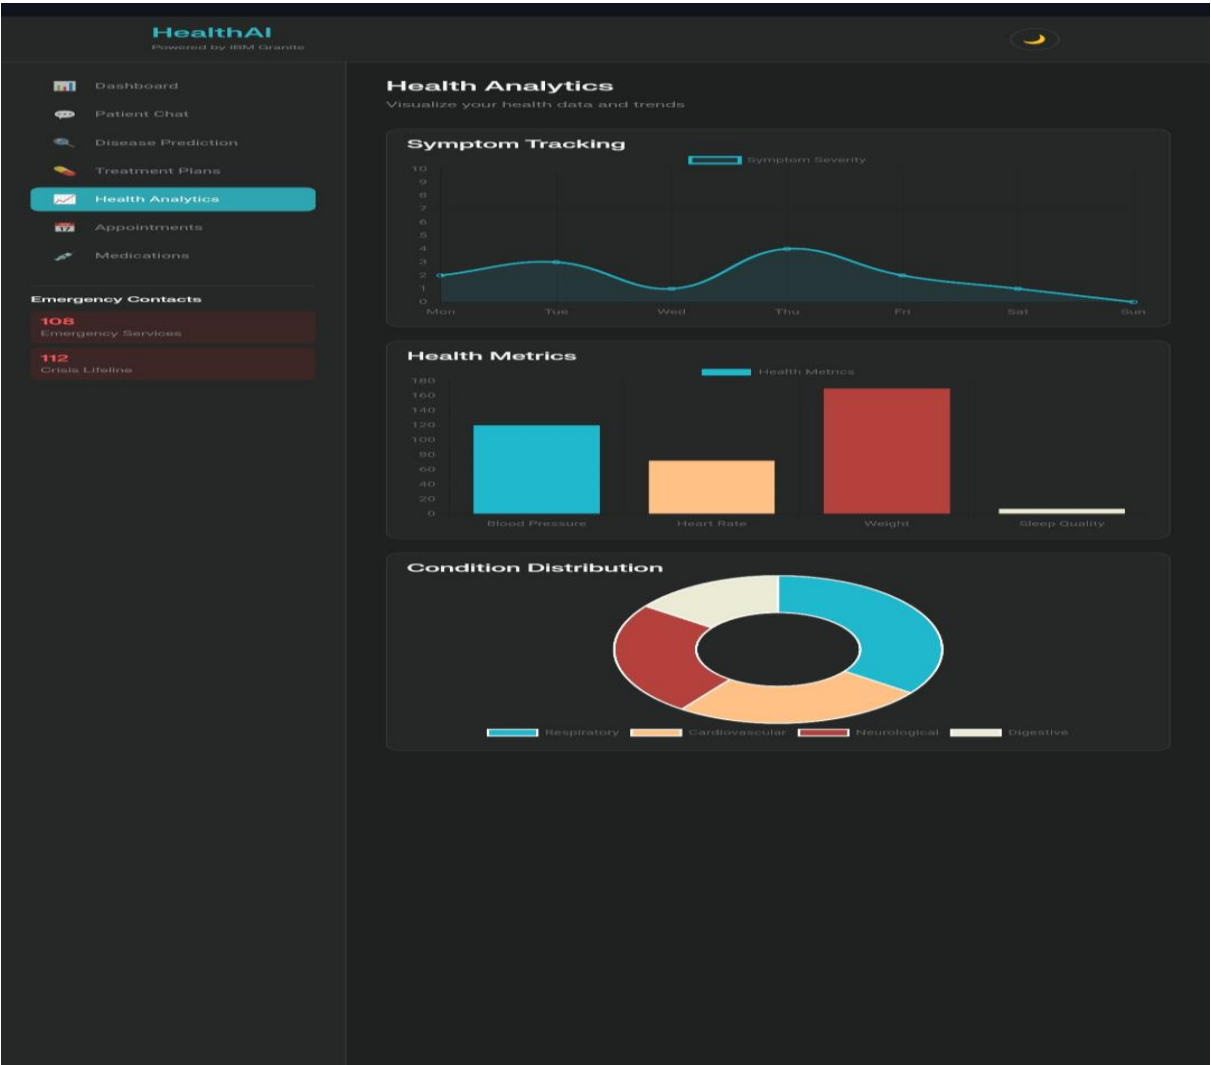 HealthAI
Powered by IBM Granite
Dashboard
Patient Chat
Disease Prediction
Treatment Plans
Health Analytics
Appointments
17
Medications
Emergency Contacts
108
Emergency Services
112
Crisis Lifeline
Health Analytics
Visualize your health data and trends
Symptom Tracking
Symptom Severity
10
9
8
7
6
5
4
3
2
1
0
Mon Tue Wed Thu Fri Sat Sun
Health Metrics
Health Metrics
180
160
140
120
100
80
60
40
20
0
Blood Pressure Heart Rate Weight Sleep Quality
Condition Distribution
Respiratory Cardiovascular Neurological Digestive